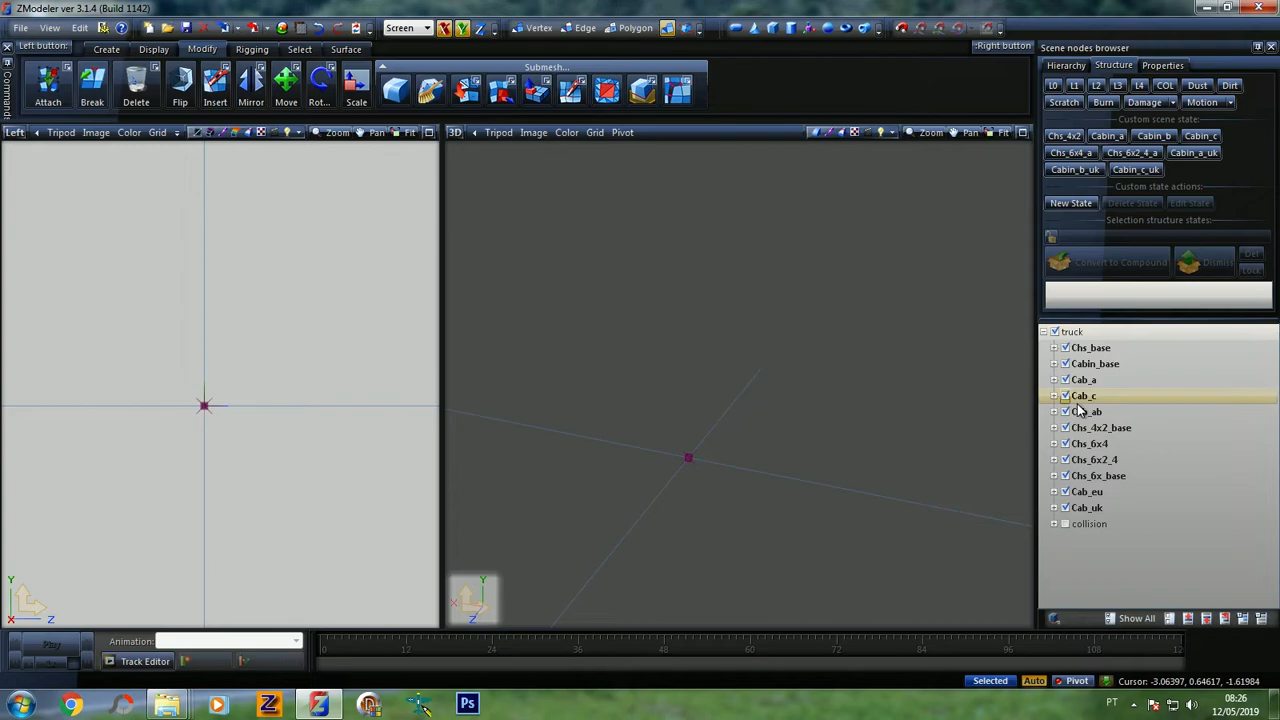 ZModeler ver 3.1.4 (Build 1142)
File View Edit Screen X Y Z Vertex Edge Polygon
Left button: Create Display Modify Rigging Select Surface :Right button
Commands
Submesh...
Attach Break Delete Flip Insert Mirror Move Rot... Scale
Left Tripod Image Color Grid Zoom Pan Fit
3D Tripod Image Color Grid Pivot Zoom Pan Fit
Y
X Z
Y
X
Z
Scene nodes browser
Hierarchy Structure Properties
L0 L1 L2 L3 L4 COL Dust Dirt
Scratch Burn Damage Motion
Custom scene state:
Chs_4x2 Cabin_a Cabin_b Cabin_c
Chs_6x4_a Chs_6x2_4_a Cabin_a_uk
Cabin_b_uk Cabin_c_uk
Custom state actions:
New State Delete State Edit State
Selection structure states:
Convert to Compound Dismiss Del
Lock
truck
Chs_base
Cabin_base
Cab_a
Cab_c
Chs_4x2_base
Chs_6x4
Chs_6x2_4
Chs_6x_base
Cab_eu
Cab_uk
collision
Show All
Play Animation:
Track Editor
0 12 24 36 48 60 72 84 96 108 12
Selected Auto Pivot Cursor: -3.06397, 0.64617, -1.61984
Ps
PT 08:26
12/05/2019